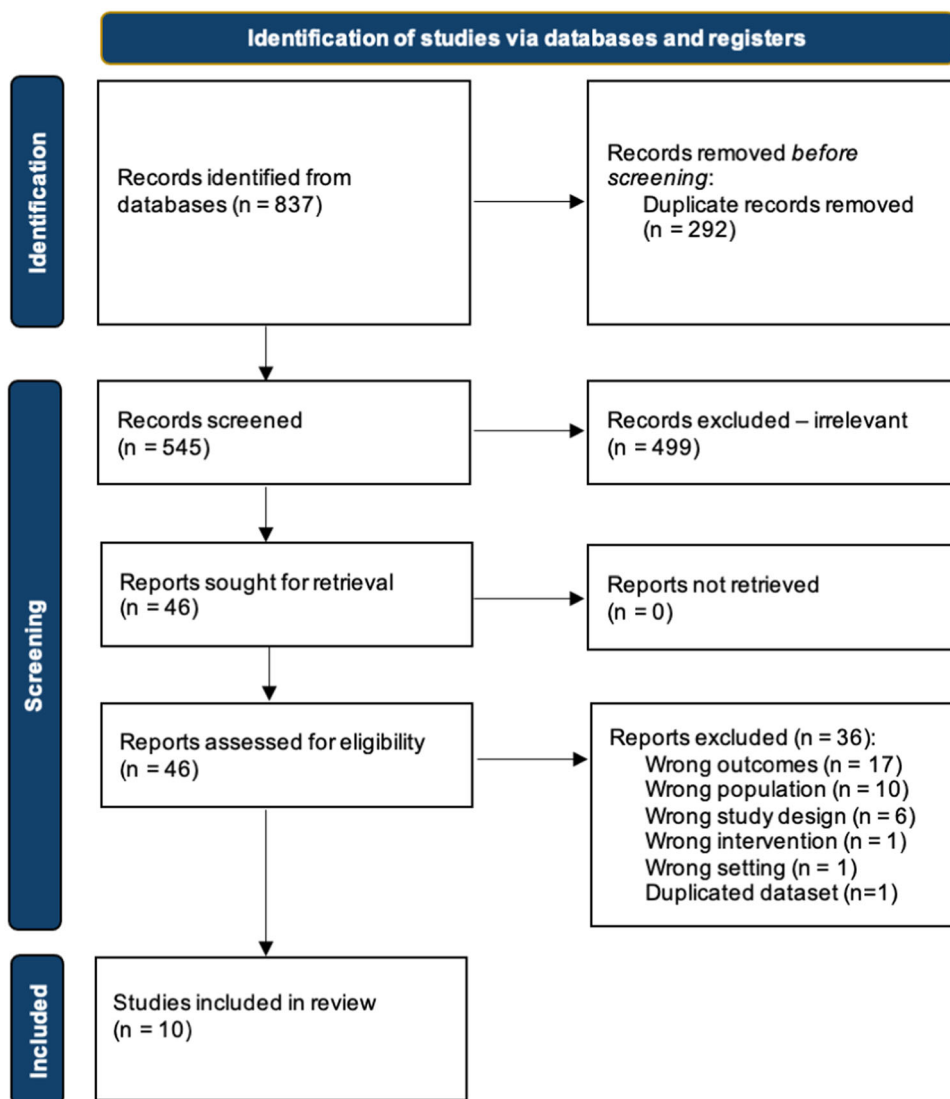 Identification of studies via databases and registers
Identification
Records identified from
databases (n = 837)
Records removed before
screening:
Duplicate records removed
(n = 292)
Screening
Records screened
(n = 545)
Records excluded – irrelevant
(n = 499)
Reports sought for retrieval
(n = 46)
Reports not retrieved
(n = 0)
Reports assessed for eligibility
(n = 46)
Reports excluded (n = 36):
Wrong outcomes (n = 17)
Wrong population (n = 10)
Wrong study design (n = 6)
Wrong intervention (n = 1)
Wrong setting (n = 1)
Duplicated dataset (n=1)
Included
Studies included in review
(n = 10)